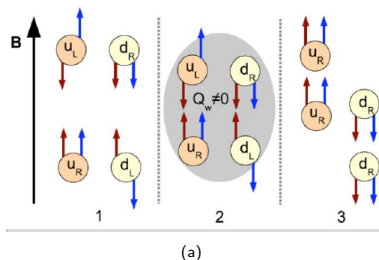 B
u_L d_R u_R d_L
1
u_L d_R Q_w≠0 u_R d_L
2
u_R u_R d_R d_R
3
(a)